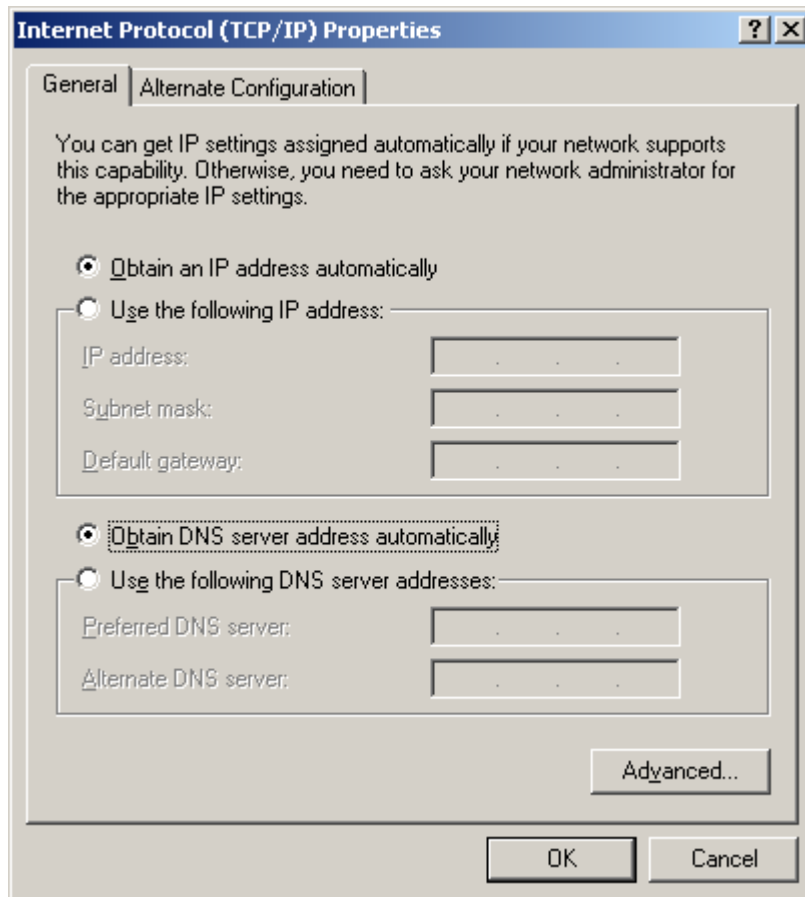 Internet Protocol (TCP/IP) Properties
General
Alternate Configuration
You can get IP settings assigned automatically if your network supports
this capability. Otherwise, you need to ask your network administrator for
the appropriate IP settings.
Obtain an IP address automatically
Use the following IP address:
IP address:
Subnet mask:
Default gateway:
Obtain DNS server address automatically
Use the following DNS server addresses:
Preferred DNS server:
Alternate DNS server:
Advanced...
OK
Cancel